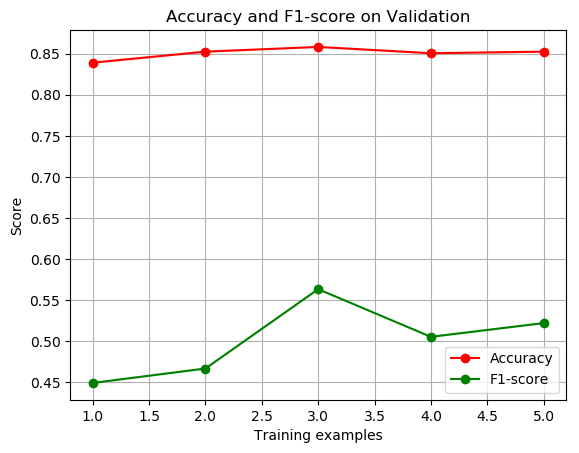 Accuracy and F1-score on Validation
0.85
0.80
0.75
0.70
0.65
0.60
0.55
0.50
0.45
Score
1.0 1.5 2.0 2.5 3.0 3.5 4.0 4.5 5.0
Training examples
Accuracy
F1-score